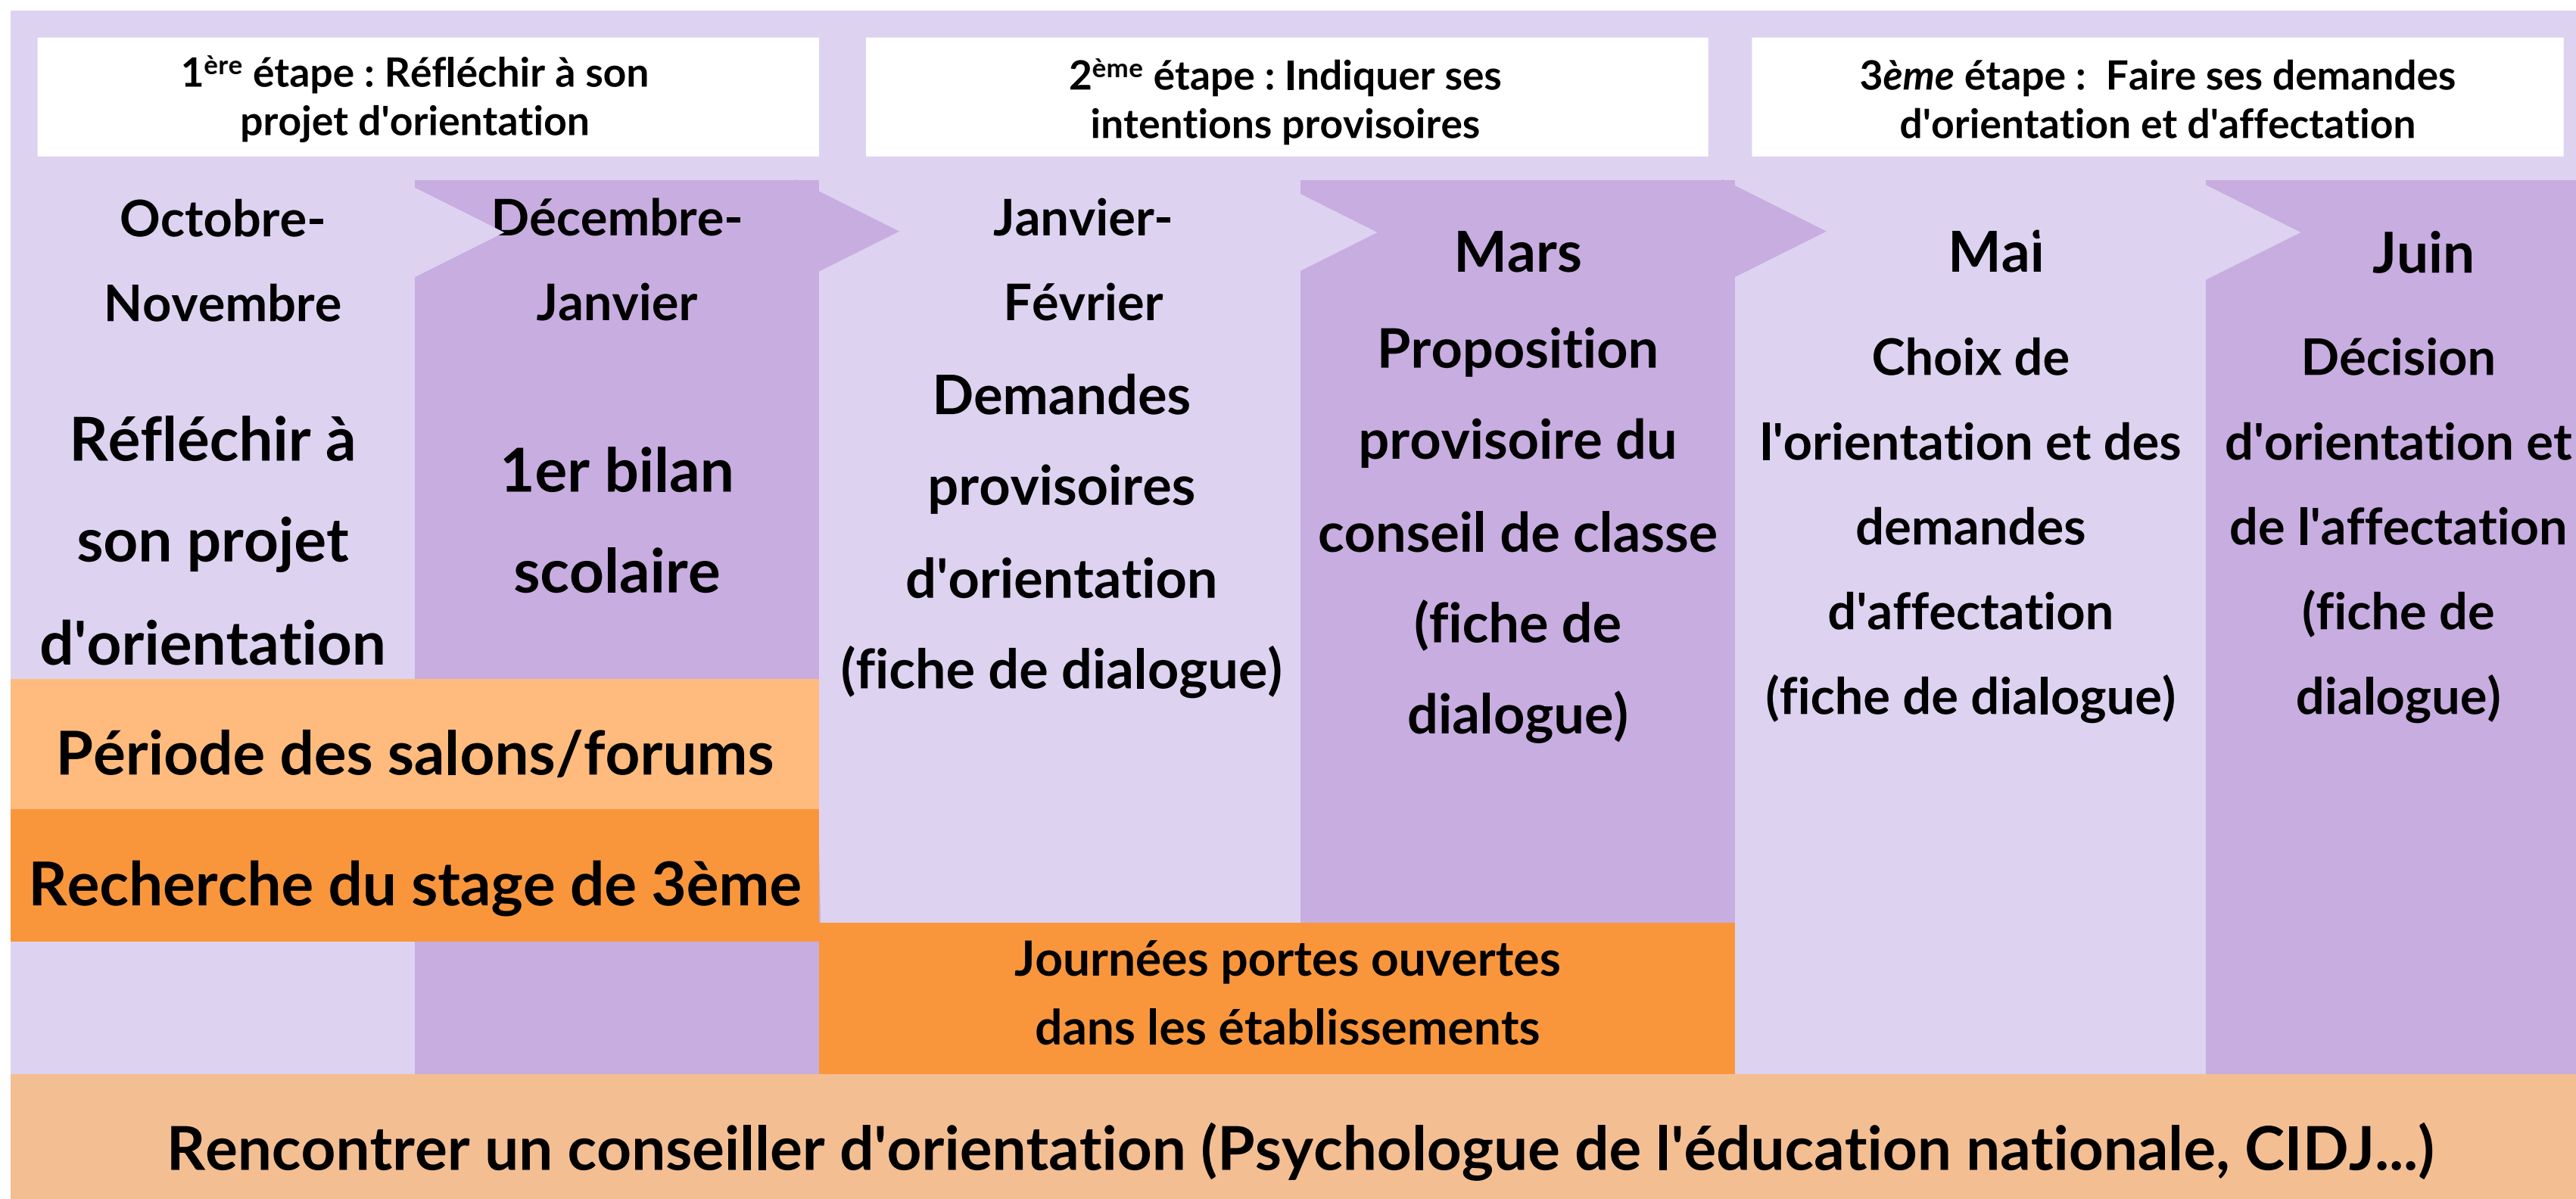 1ère étape : Réfléchir à son
projet d'orientation
2ème étape : Indiquer ses
intentions provisoires
3ème étape : Faire ses demandes
d'orientation et d'affectation
Octobre-
Novembre
Réfléchir à
son projet
d'orientation
Décembre-
Janvier
1er bilan
scolaire
Période des salons/forums
Recherche du stage de 3ème
Janvier-
Février
Demandes
provisoires
d'orientation
(fiche de dialogue)
Mars
Proposition
provisoire du
conseil de classe
(fiche de
dialogue)
Journées portes ouvertes
dans les établissements
Mai
Choix de
l'orientation et des
demandes
d'affectation
(fiche de dialogue)
Juin
Décision
d'orientation et
de l'affectation
(fiche de
dialogue)
Rencontrer un conseiller d'orientation (Psychologue de l'éducation nationale, CIDJ...)